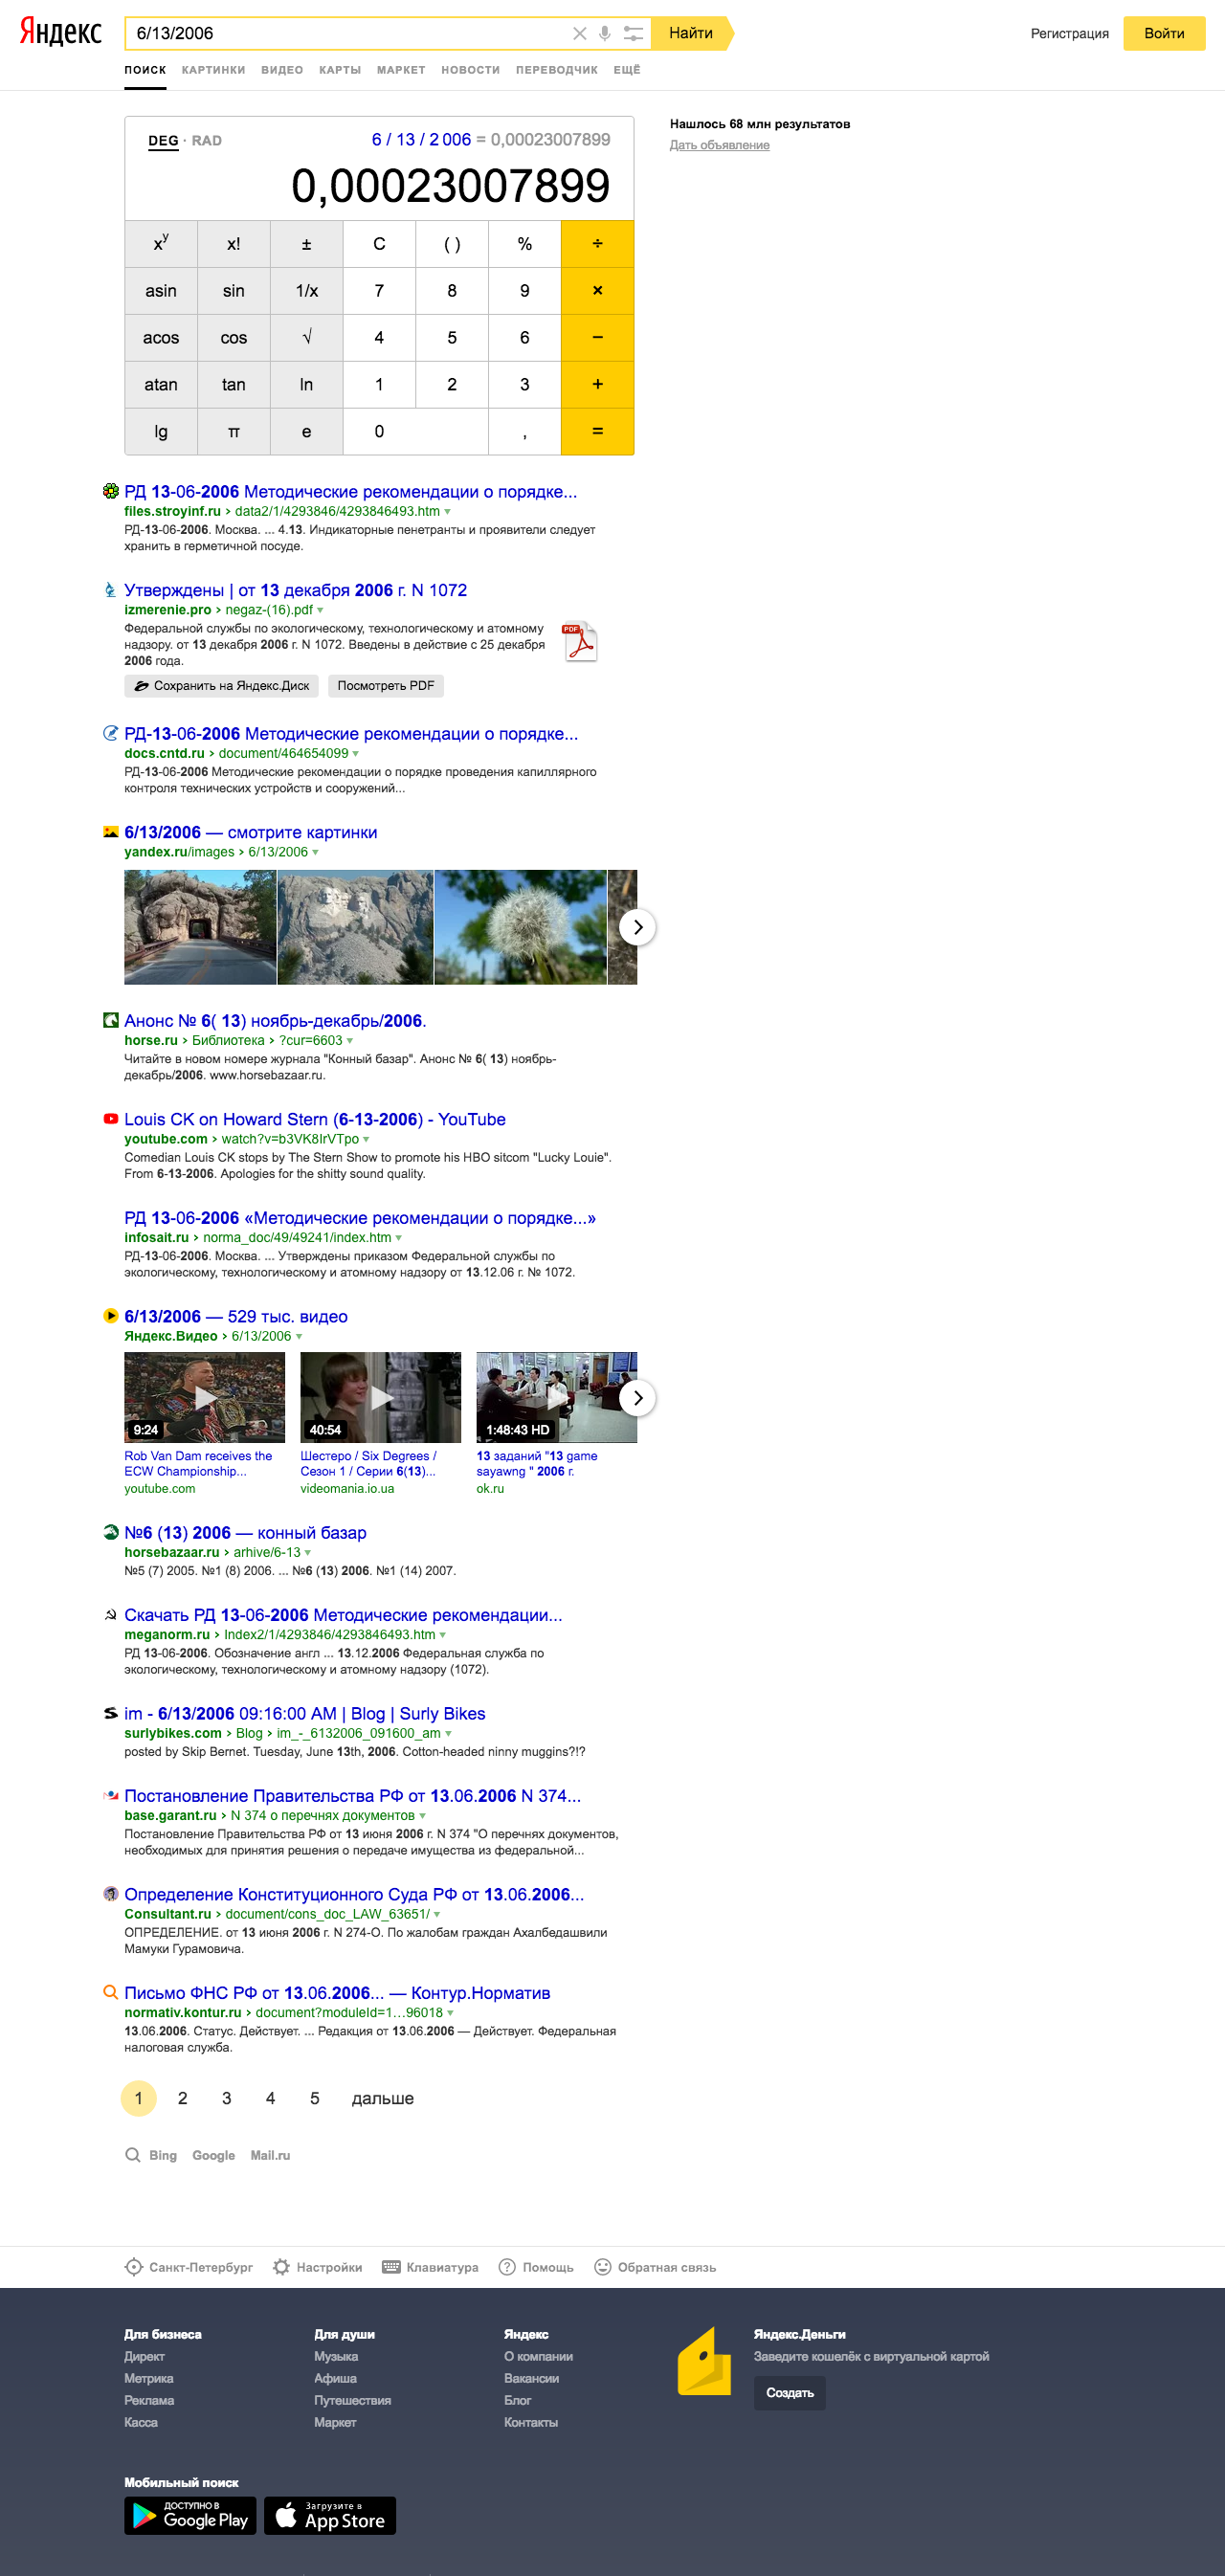 Яндекс
6/13/2006
Найти
Регистрация
Войти
ПОИСК КАРТИНКИ ВИДЕО КАРТЫ МАРКЕТ НОВОСТИ ПЕРЕВОДЧИК ЕЩЁ
DEG · RAD
6 / 13 / 2 006 = 0,00023007899
0,00023007899
xy x! ± C ( ) % ÷
asin sin 1/x 7 8 9 ×
acos cos √ 4 5 6 −
atan tan ln 1 2 3 +
lg π e 0 , =
Нашлось 68 млн результатов
Дать объявление
РД 13-06-2006 Методические рекомендации о порядке...
files.stroyinf.ru › data2/1/4293846/4293846493.htm
РД-13-06-2006. Москва. ... 4.13. Индикаторные пенетранты и проявители следует
хранить в герметичной посуде.
Утверждены | от 13 декабря 2006 г. N 1072
izmerenie.pro › negaz-(16).pdf
Федеральной службы по экологическому, технологическому и атомному
надзору. от 13 декабря 2006 г. N 1072. Введены в действие с 25 декабря
2006 года.
PDF
Сохранить на Яндекс.Диск
Посмотреть PDF
РД-13-06-2006 Методические рекомендации о порядке...
docs.cntd.ru › document/464654099
РД-13-06-2006 Методические рекомендации о порядке проведения капиллярного
контроля технических устройств и сооружений...
6/13/2006 — смотрите картинки
yandex.ru/images › 6/13/2006
Анонс № 6( 13) ноябрь-декабрь/2006.
horse.ru › Библиотека › ?cur=6603
Читайте в новом номере журнала "Конный базар". Анонс № 6( 13) ноябрь-
декабрь/2006. www.horsebazaar.ru.
Louis CK on Howard Stern (6-13-2006) - YouTube
youtube.com › watch?v=b3VK8IrVTpo
Comedian Louis CK stops by The Stern Show to promote his HBO sitcom "Lucky Louie".
From 6-13-2006. Apologies for the shitty sound quality.
РД 13-06-2006 «Методические рекомендации о порядке...»
infosait.ru › norma_doc/49/49241/index.htm
РД-13-06-2006. Москва. ... Утверждены приказом Федеральной службы по
экологическому, технологическому и атомному надзору от 13.12.06 г. № 1072.
6/13/2006 — 529 тыс. видео
Яндекс.Видео › 6/13/2006
9:24
40:54
1:48:43 HD
Rob Van Dam receives the
ECW Championship...
youtube.com
Шестеро / Six Degrees /
Сезон 1 / Серии 6(13)...
videomania.io.ua
13 заданий "13 game
sayawng " 2006 г.
ok.ru
№6 (13) 2006 — конный базар
horsebazaar.ru › arhive/6-13
№5 (7) 2005. №1 (8) 2006. ... №6 (13) 2006. №1 (14) 2007.
Скачать РД 13-06-2006 Методические рекомендации...
meganorm.ru › Index2/1/4293846/4293846493.htm
РД 13-06-2006. Обозначение англ ... 13.12.2006 Федеральная служба по
экологическому, технологическому и атомному надзору (1072).
im - 6/13/2006 09:16:00 AM | Blog | Surly Bikes
surlybikes.com › Blog › im_-_6132006_091600_am
posted by Skip Bernet. Tuesday, June 13th, 2006. Cotton-headed ninny muggins?!?
Постановление Правительства РФ от 13.06.2006 N 374...
base.garant.ru › N 374 о перечнях документов
Постановление Правительства РФ от 13 июня 2006 г. N 374 "О перечнях документов,
необходимых для принятия решения о передаче имущества из федеральной...
Определение Конституционного Суда РФ от 13.06.2006...
Consultant.ru › document/cons_doc_LAW_63651/
ОПРЕДЕЛЕНИЕ. от 13 июня 2006 г. N 274-О. По жалобам граждан Ахалбедашвили
Мамуки Гурамовича.
Письмо ФНС РФ от 13.06.2006... — Контур.Норматив
normativ.kontur.ru › document?moduleId=1...96018
13.06.2006. Статус. Действует. ... Редакция от 13.06.2006 — Действует. Федеральная
налоговая служба.
1 2 3 4 5 дальше
Bing Google Mail.ru
Санкт-Петербург Настройки Клавиатура Помощь Обратная связь
Для бизнеса
Директ
Метрика
Реклама
Касса
Для души
Музыка
Афиша
Путешествия
Маркет
Яндекс
О компании
Вакансии
Блог
Контакты
Яндекс.Деньги
Заведите кошелёк с виртуальной картой
Создать
Мобильный поиск
ДОСТУПНО В
Google Play
Загрузите в
App Store